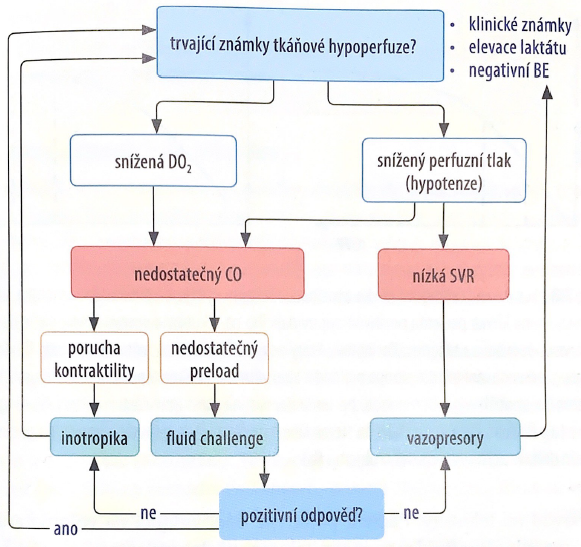 trvající známky tkáňové hypoperfuze?
• klinické známky
• elevace laktátu
• negativní BE
snížená DO₂
snížený perfuzní tlak
(hypotenze)
nedostatečný CO
nízká SVR
porucha
kontraktility
nedostatečný
preload
inotropika
fluid challenge
vazopresory
ne
pozitivní odpověď?
ne
ano